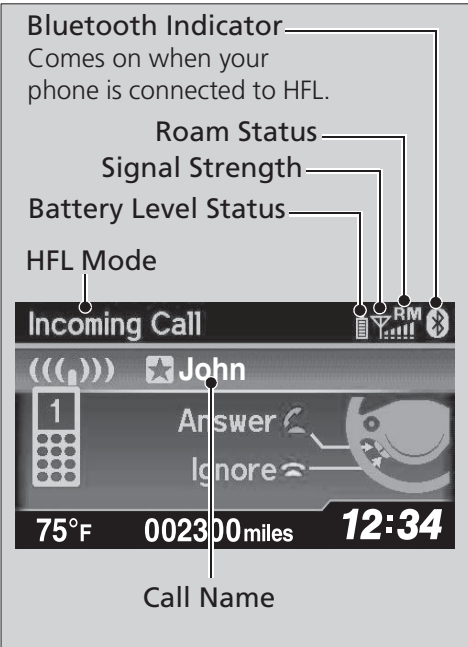 Bluetooth Indicator
Comes on when your
phone is connected to HFL.
Roam Status
Signal Strength
Battery Level Status
HFL Mode
Incoming Call
RM
John
1
Answer
Ignore
75°F
002300 miles
12:34
Call Name